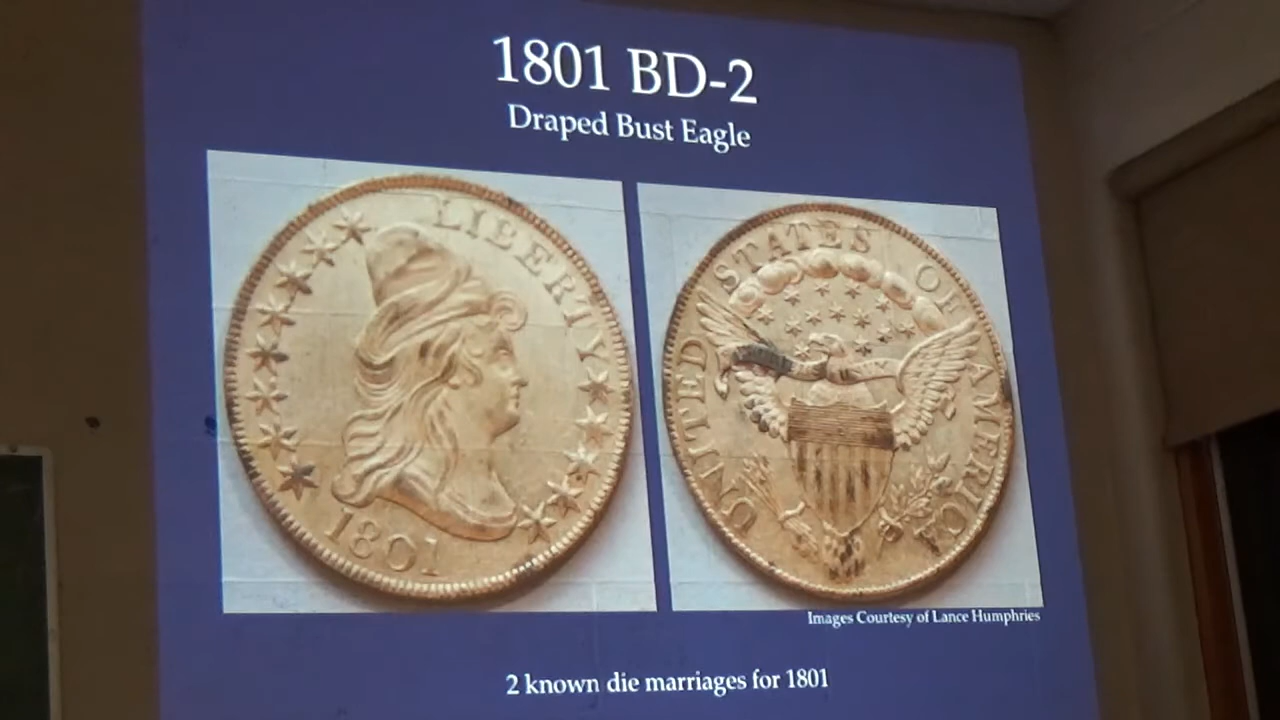 1801 BD-2
Draped Bust Eagle
LIBERTY
1801
UNITED STATES OF AMERICA
Images Courtesy of Lance Humphries
2 known die marriages for 1801